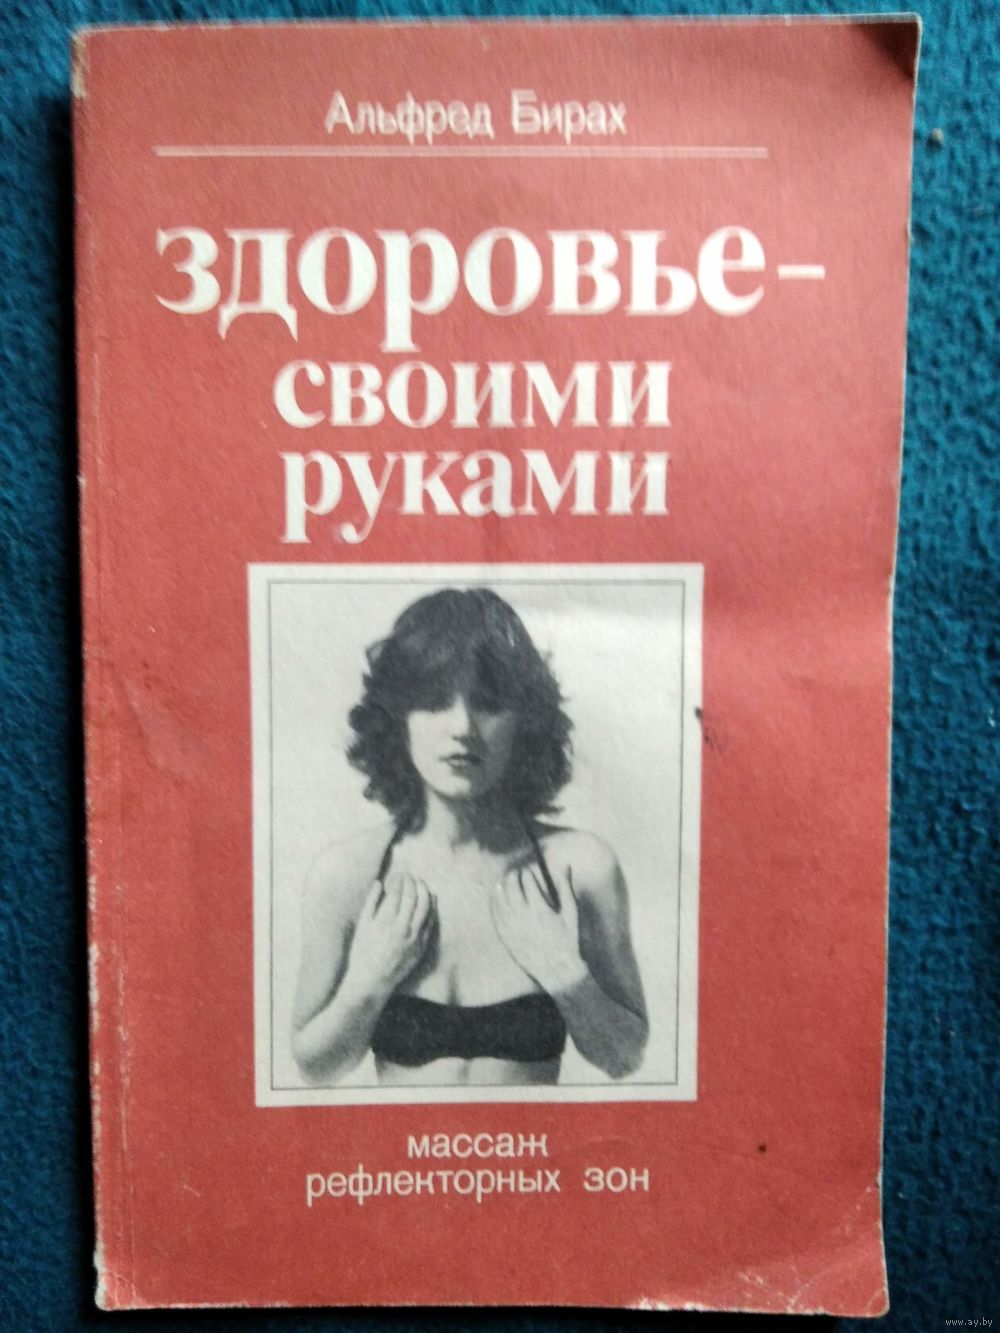 Альфред Бирах
здоровье –
своими
руками
массаж
рефлекторных зон
www.ay.by